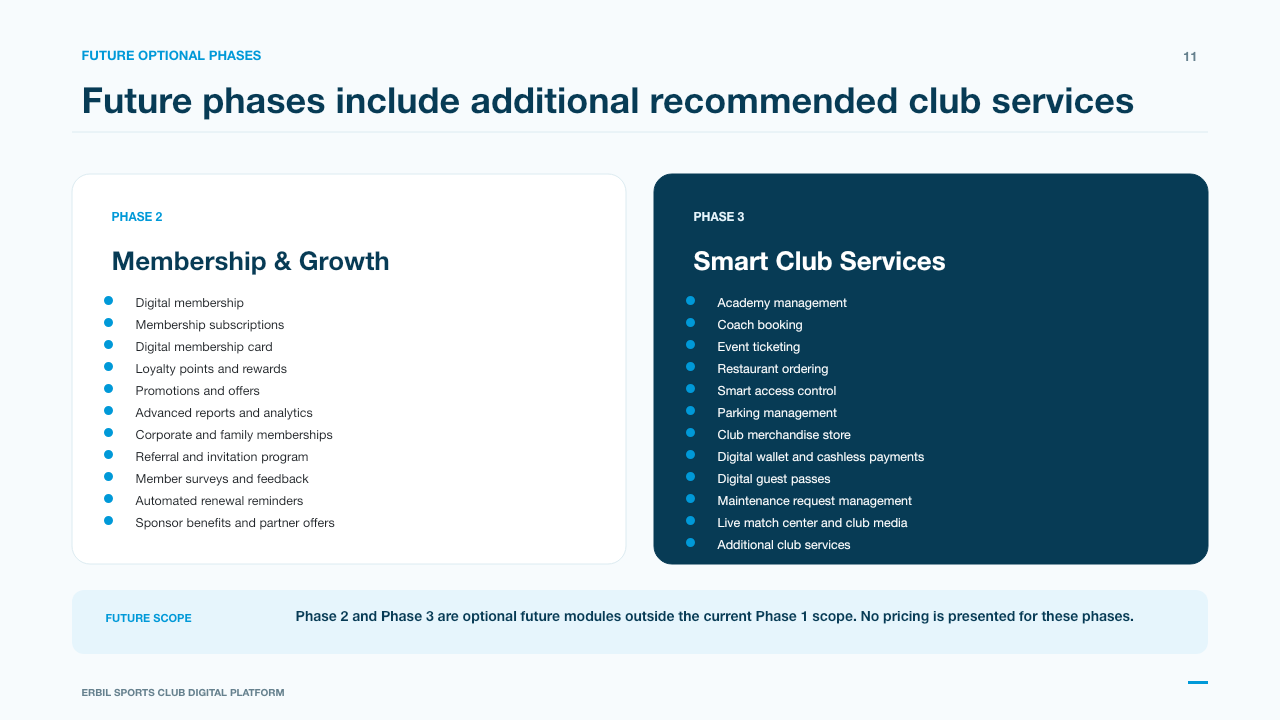 FUTURE OPTIONAL PHASES
11
Future phases include additional recommended club services
PHASE 2
Membership & Growth
Digital membership
Membership subscriptions
Digital membership card
Loyalty points and rewards
Promotions and offers
Advanced reports and analytics
Corporate and family memberships
Referral and invitation program
Member surveys and feedback
Automated renewal reminders
Sponsor benefits and partner offers
PHASE 3
Smart Club Services
Academy management
Coach booking
Event ticketing
Restaurant ordering
Smart access control
Parking management
Club merchandise store
Digital wallet and cashless payments
Digital guest passes
Maintenance request management
Live match center and club media
Additional club services
FUTURE SCOPE
Phase 2 and Phase 3 are optional future modules outside the current Phase 1 scope. No pricing is presented for these phases.
ERBIL SPORTS CLUB DIGITAL PLATFORM